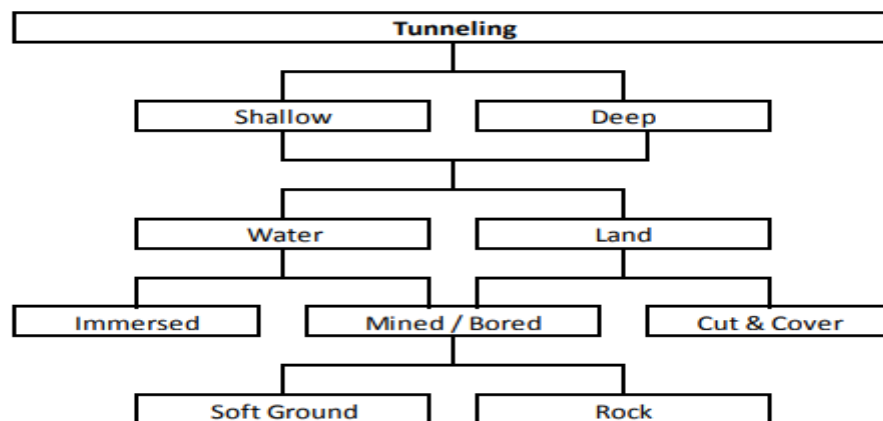 Tunneling
Shallow
Deep
Water
Land
Immersed
Mined / Bored
Cut & Cover
Soft Ground
Rock